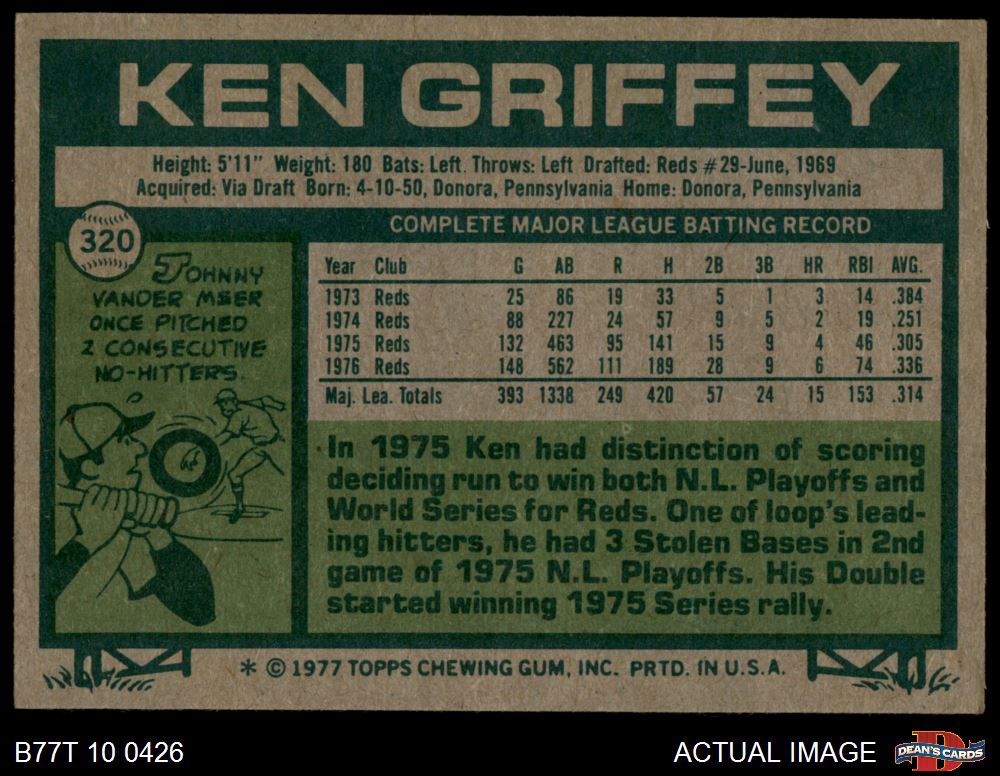 KEN GRIFFEY
Height: 5'11" Weight: 180 Bats: Left Throws: Left Drafted: Reds #29-June, 1969
Acquired: Via Draft Born: 4-10-50, Donora, Pennsylvania Home: Donora, Pennsylvania
COMPLETE MAJOR LEAGUE BATTING RECORD
320
JOHNNY
VANDER MEER
ONCE PITCHED
2 CONSECUTIVE
NO-HITTERS.
Year Club G AB R H 2B 3B HR RBI AVG.
1973 Reds 25 86 19 33 5 1 3 14 .384
1974 Reds 88 227 24 57 9 5 2 19 .251
1975 Reds 132 463 95 141 15 9 4 46 .305
1976 Reds 148 562 111 189 28 9 6 74 .336
Maj. Lea. Totals 393 1338 249 420 57 24 15 153 .314
In 1975 Ken had distinction of scoring
deciding run to win both N.L. Playoffs and
World Series for Reds. One of loop's lead-
ing hitters, he had 3 Stolen Bases in 2nd
game of 1975 N.L. Playoffs. His Double
started winning 1975 Series rally.
* © 1977 TOPPS CHEWING GUM, INC. PRTD. IN U.S.A.
B77T 10 0426
ACTUAL IMAGE
D
DEAN'S CARDS